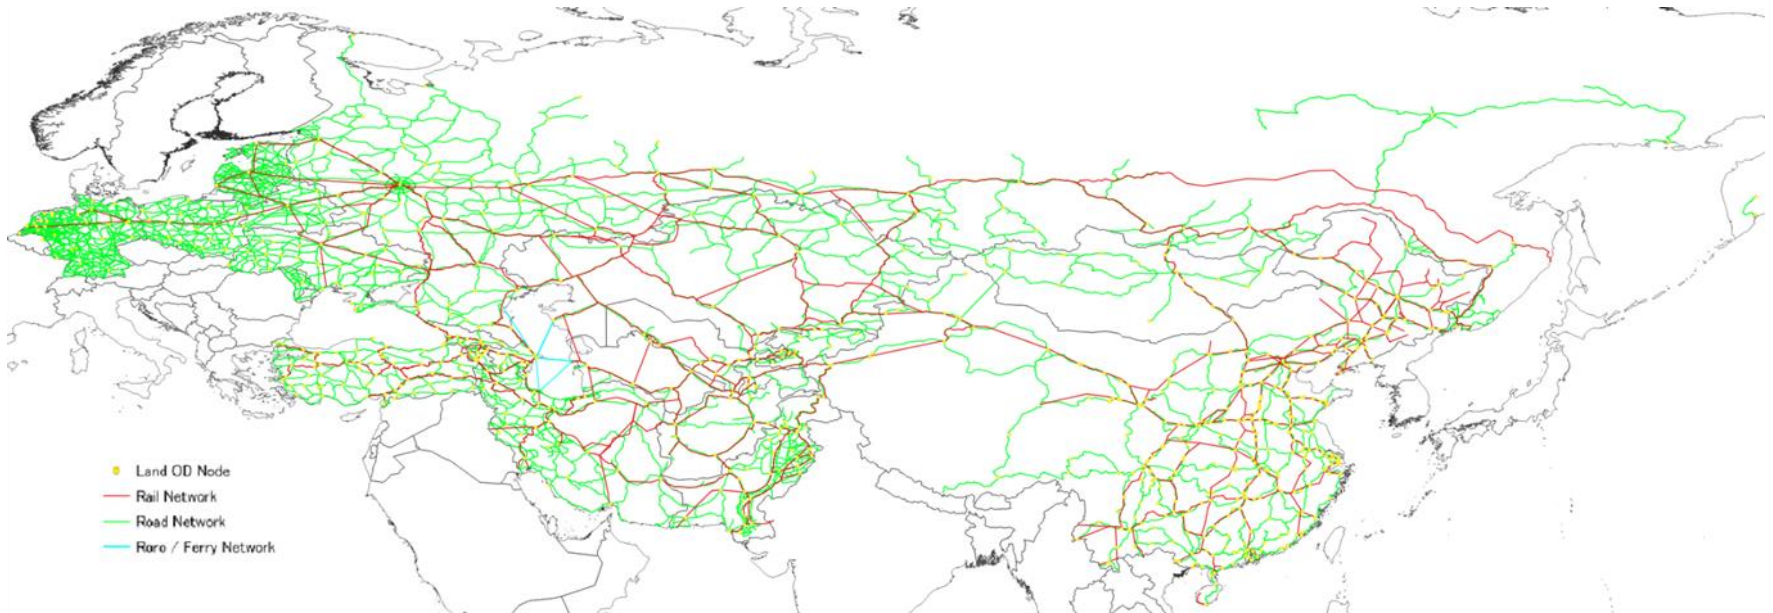 Land OD Node
Rail Network
Road Network
Roro / Ferry Network